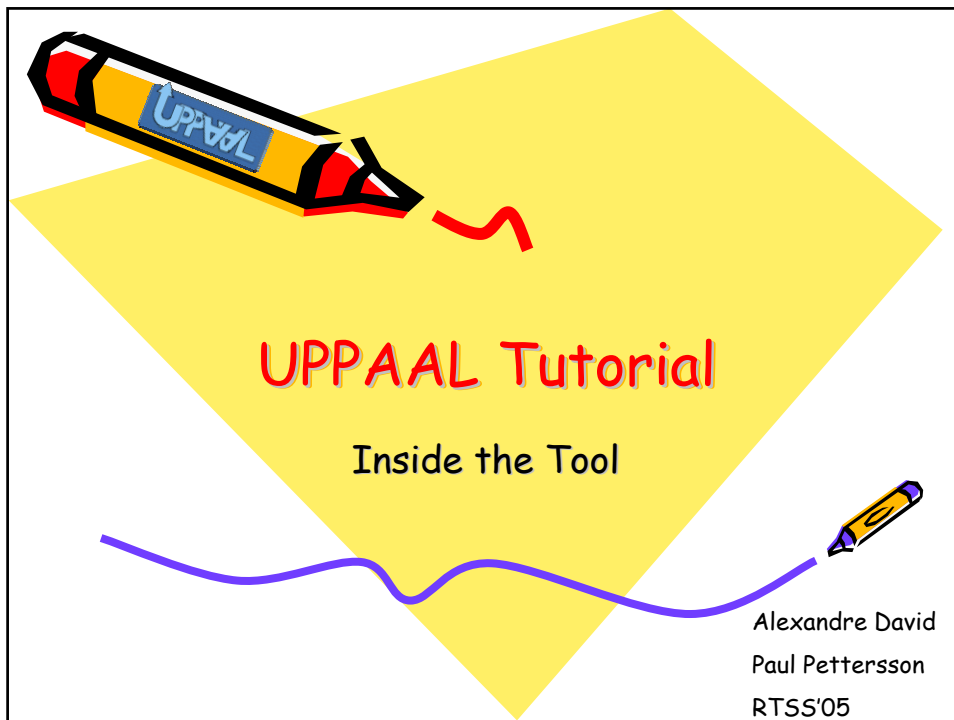 UPPAAL
UPPAAL Tutorial
Inside the Tool
Alexandre David
Paul Pettersson
RTSS'05